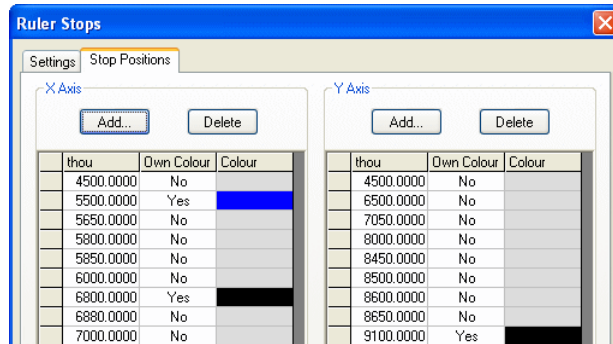 Ruler Stops
Settings Stop Positions
X Axis
Add... Delete
thou Own Colour Colour
4500.0000 No
5500.0000 Yes
5650.0000 No
5800.0000 No
5850.0000 No
6000.0000 No
6800.0000 Yes
6880.0000 No
7000.0000 No
Y Axis
Add... Delete
thou Own Colour Colour
4500.0000 No
6500.0000 No
7050.0000 No
8000.0000 No
8450.0000 No
8500.0000 No
8600.0000 No
8650.0000 No
9100.0000 Yes